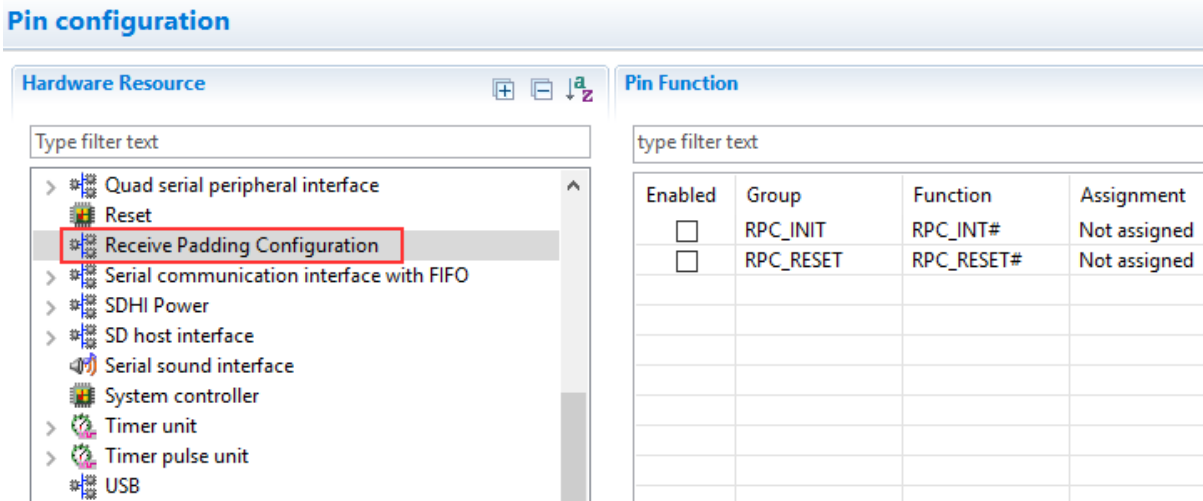 Pin configuration
Hardware Resource
Type filter text
Quad serial peripheral interface
Reset
Receive Padding Configuration
Serial communication interface with FIFO
SDHI Power
SD host interface
Serial sound interface
System controller
Timer unit
Timer pulse unit
USB
Pin Function
type filter text
Enabled Group Function Assignment
RPC_INIT RPC_INT# Not assigned
RPC_RESET RPC_RESET# Not assigned